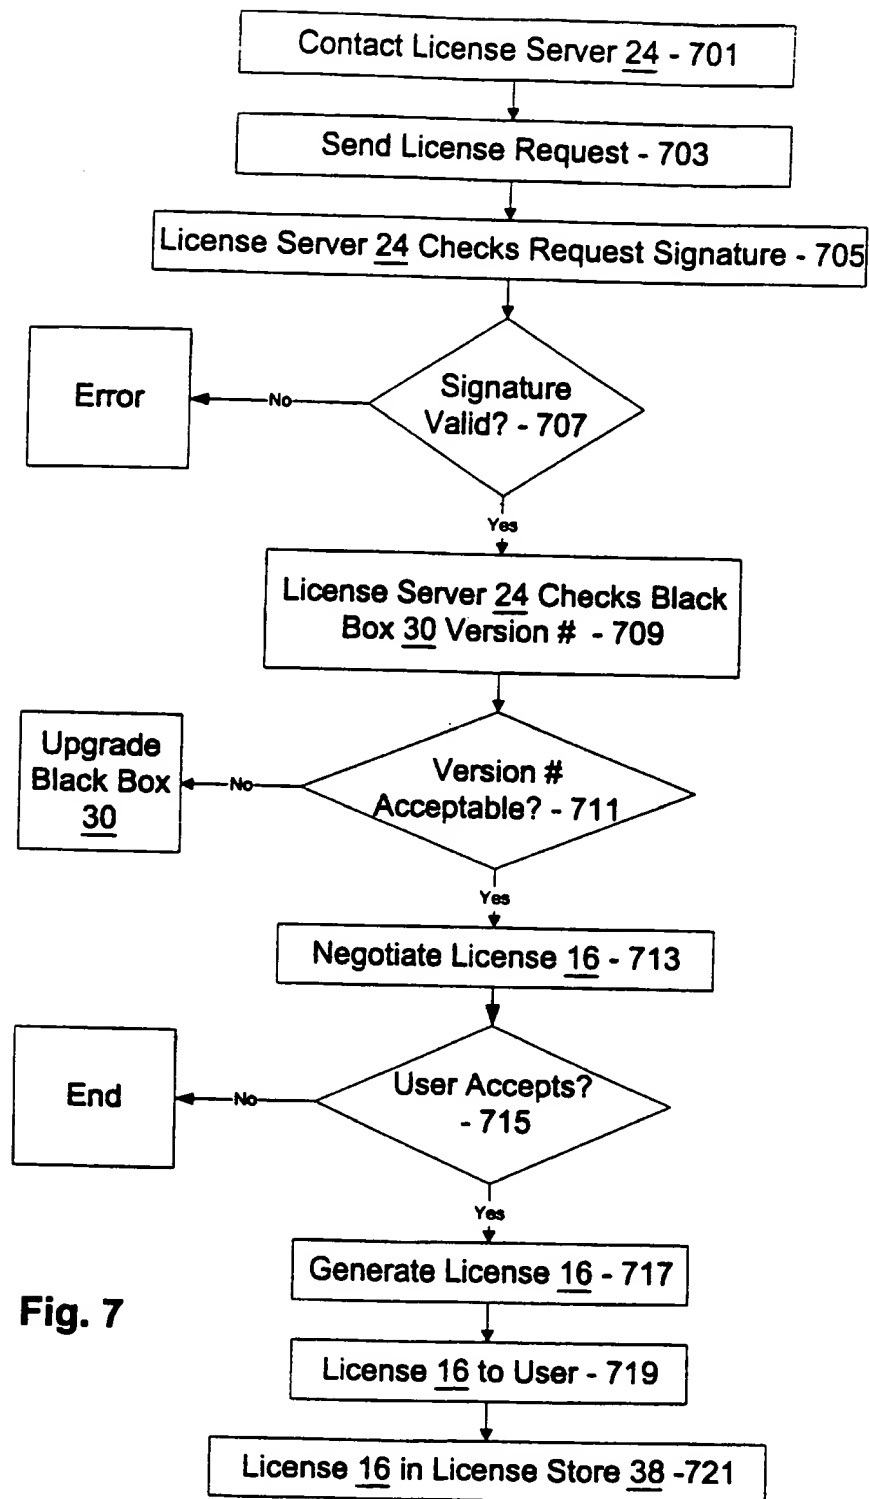 Contact License Server 24 - 701
Send License Request - 703
License Server 24 Checks Request Signature - 705
Error
No
Signature
Valid? - 707
Yes
License Server 24 Checks Black
Box 30 Version # - 709
Upgrade
Black Box
30
No
Version #
Acceptable? - 711
Yes
Negotiate License 16 - 713
End
No
User Accepts?
- 715
Yes
Generate License 16 - 717
Fig. 7
License 16 to User - 719
License 16 in License Store 38 -721